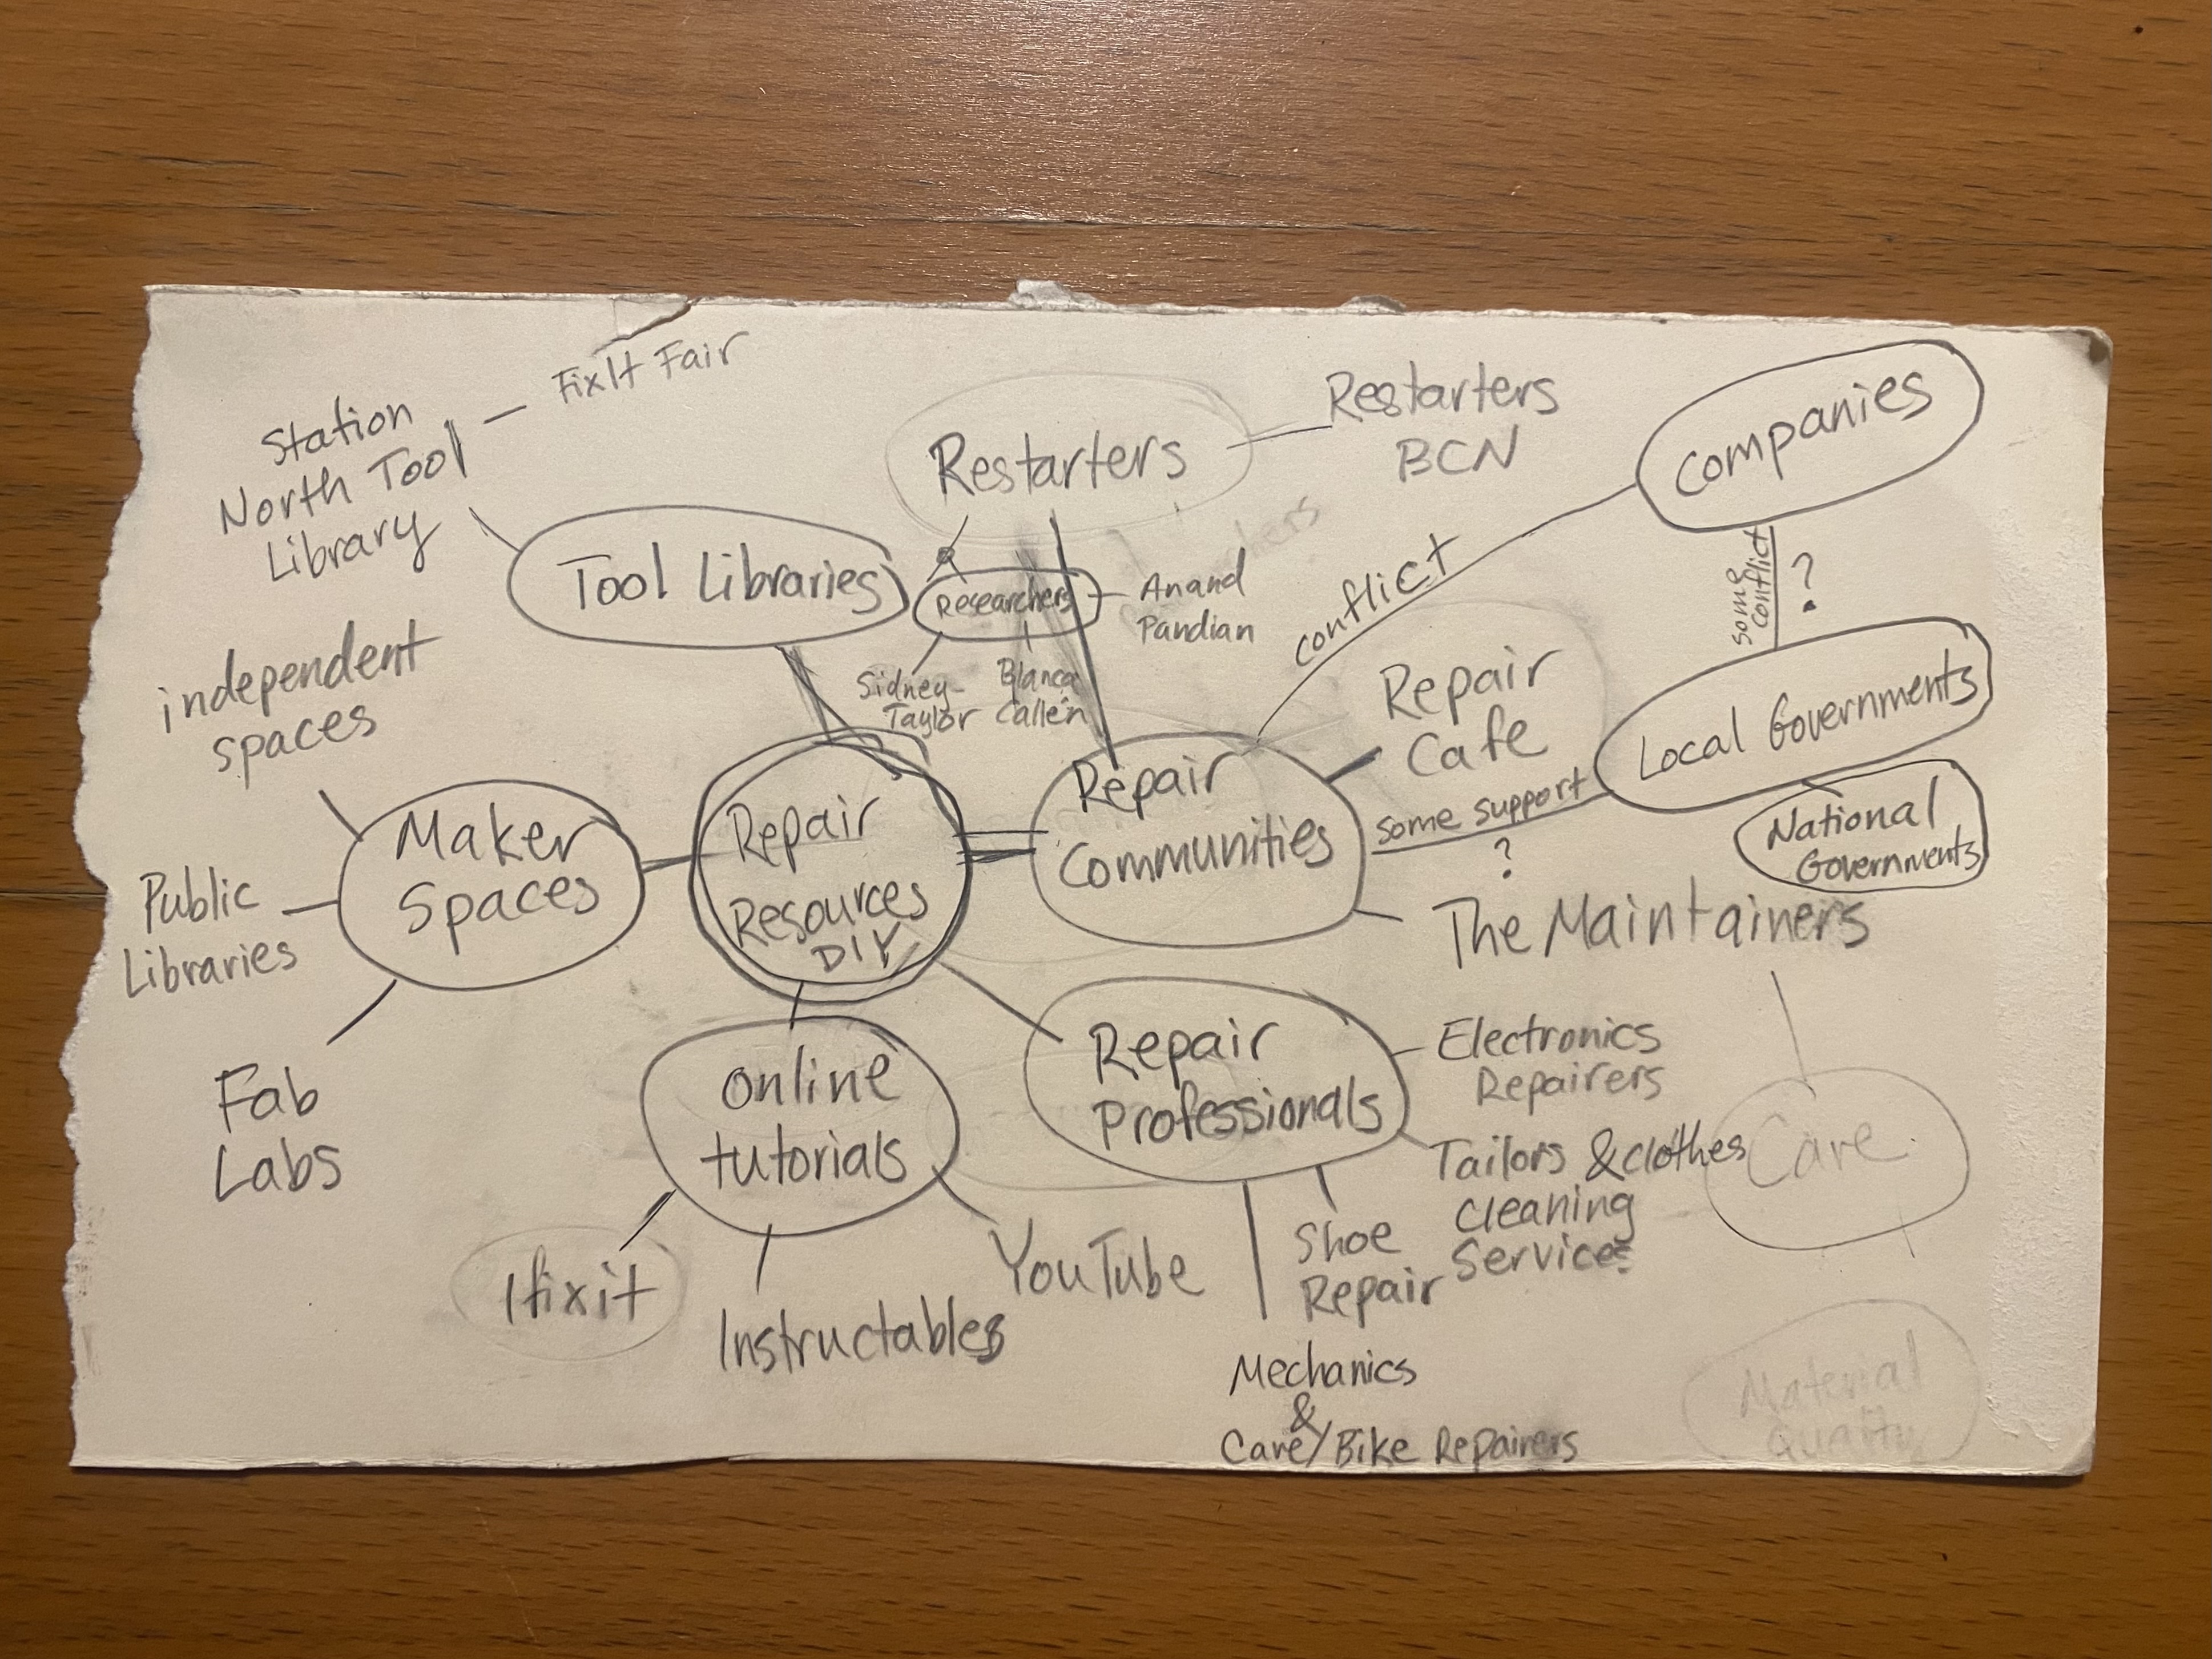 FixIt Fair
Station
North Tool
Library
Restarters
Restarters
BCN
Companies
Tool Libraries
Researchers
Anand
Pandian
Sidney-
Taylor
Blanca
Callén
conflict
some
conflict
?
independent
spaces
Repair
Cafe
Local Governments
National
Governments
some support
?
Maker
Spaces
Repair
Resources
DIY
Repair
Communities
Public
Libraries
The Maintainers
Fab
Labs
online
tutorials
Repair
Professionals
Electronics
Repairers
Tailors & clothes
cleaning
Services
Care
Shoe
Repair
Ifixit
Instructables
YouTube
Mechanics
&
Care/Bike Repairers
Material
Quality